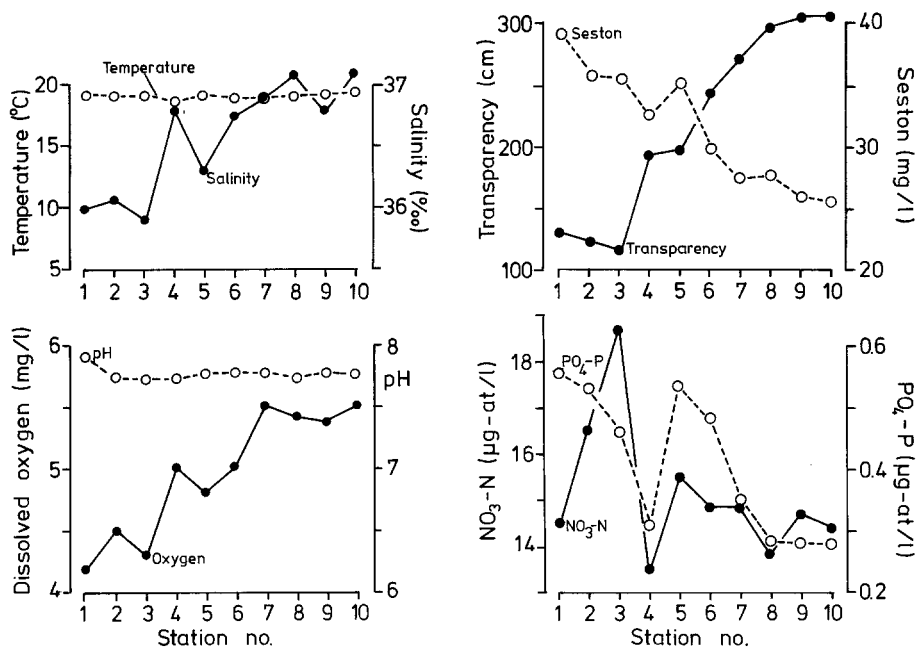 Temperature (°C)
20
15
10
5
Temperature
Salinity
37
36
Salinity (‰)
1 2 3 4 5 6 7 8 9 10
Transparency (cm)
300
200
100
Seston
Transparency
40
30
20
Seston (mg/l)
1 2 3 4 5 6 7 8 9 10
Dissolved oxygen (mg/l)
6
5
4
pH
Oxygen
8
pH
7
6
1 2 3 4 5 6 7 8 9 10
Station no.
NO₃-N (µg-at/l)
18
16
14
PO₄-P
NO₃-N
0.6
0.4
0.2
PO₄-P (µg-at/l)
1 2 3 4 5 6 7 8 9 10
Station no.